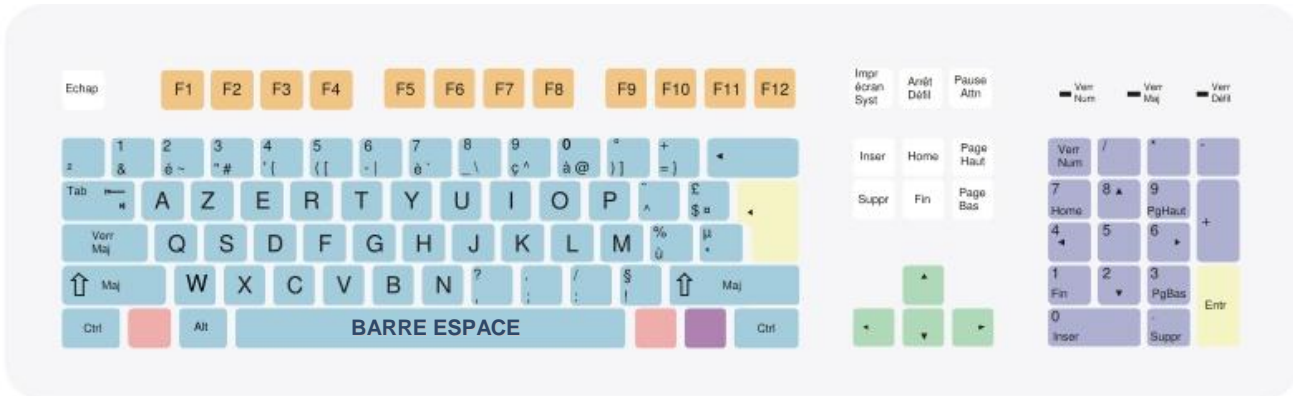 Echap F1 F2 F3 F4 F5 F6 F7 F8 F9 F10 F11 F12 Impr écran Syst Arrêt Défil Pause Attn Verr Num Verr Maj Verr Défil
1 2 3 4 5 6 7 8 9 0 ° +
² & é ~ " # ' { ( [ - | è ` _ \ ç ^ à @ ) ] = } Inser Home Page Haut Verr Num / * -
Tab A Z E R T Y U I O P ¨ ^ £ $ ¤ Suppr Fin Page Bas 7 Home 8 9 PgHaut +
Verr Maj Q S D F G H J K L M % ù µ * 4 5 6
Maj W X C V B N ? , . ; / : § ! Maj 1 Fin 2 3 PgBas Entr
Ctrl Alt BARRE ESPACE Ctrl 0 Inser . Suppr